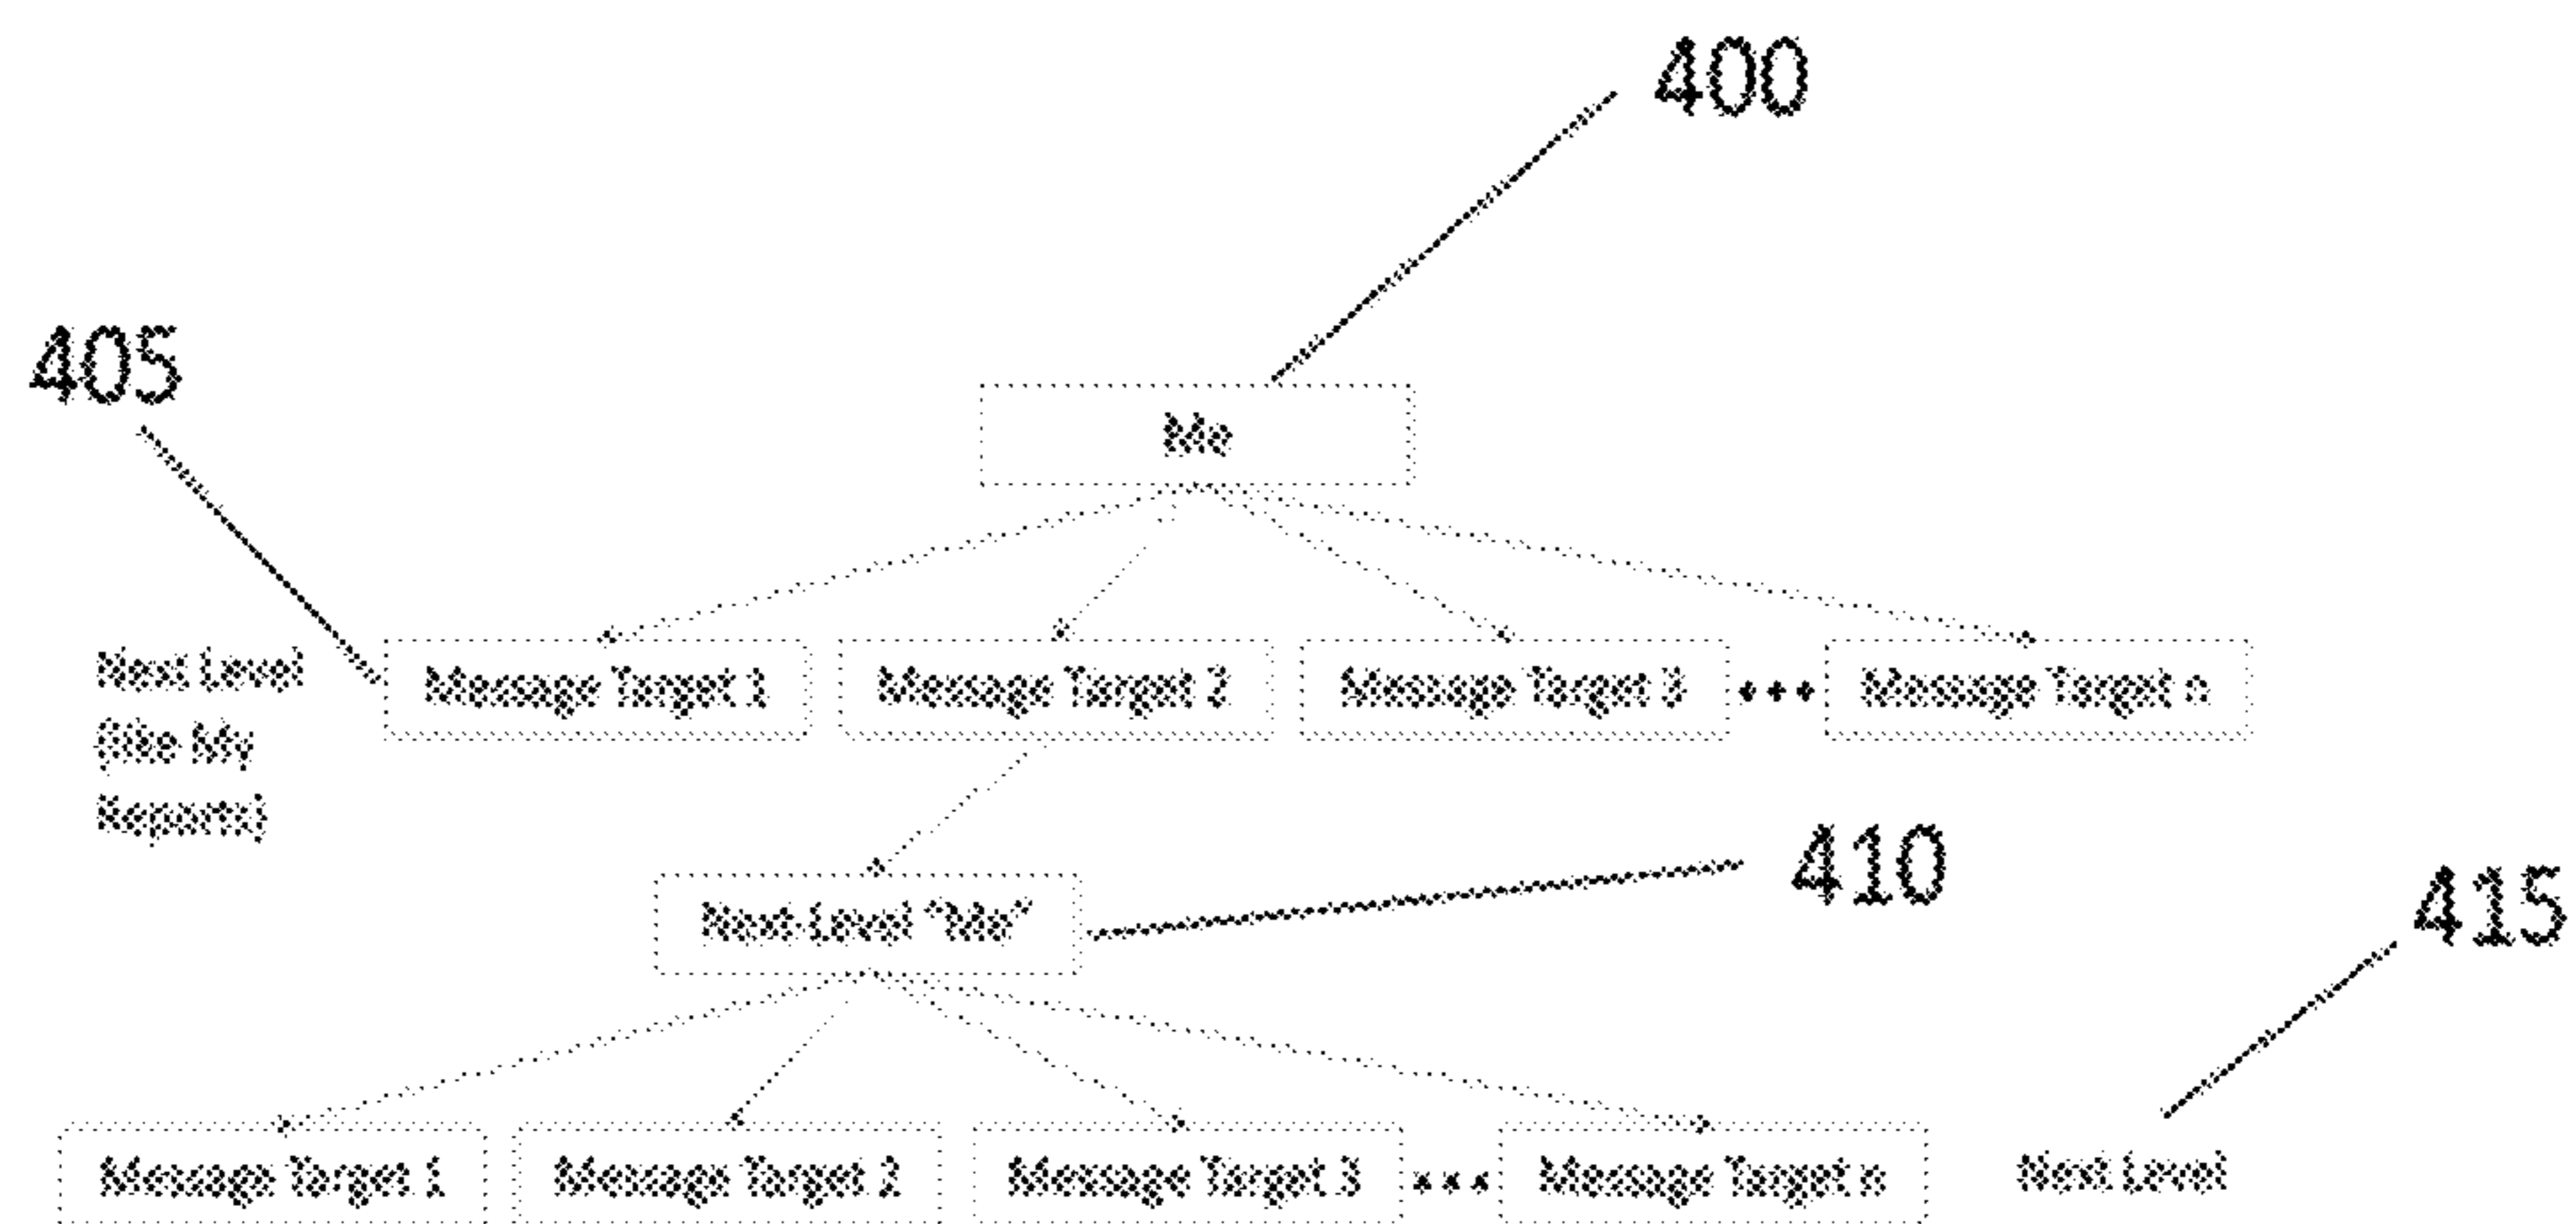 400
405
Me
Next Level
(like My
Reports)
Message Target 1
Message Target 2
Message Target 3
•••
Message Target n
410
Next-Level "Me"
415
Message Target 1
Message Target 2
Message Target 3
•••
Message Target n
Next Level